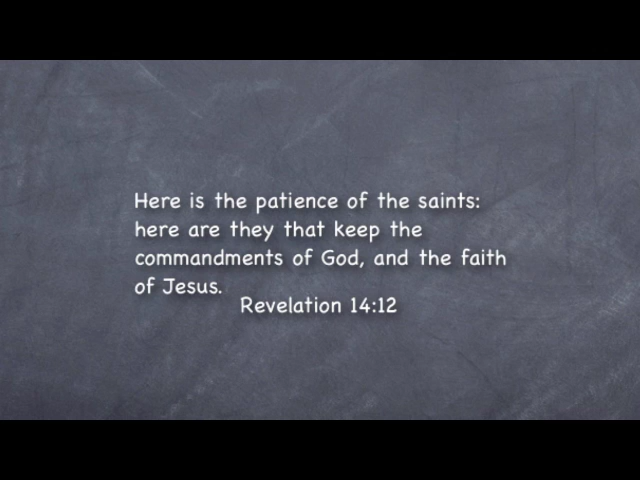 Here is the patience of the saints:
here are they that keep the
commandments of God, and the faith
of Jesus.
Revelation 14:12